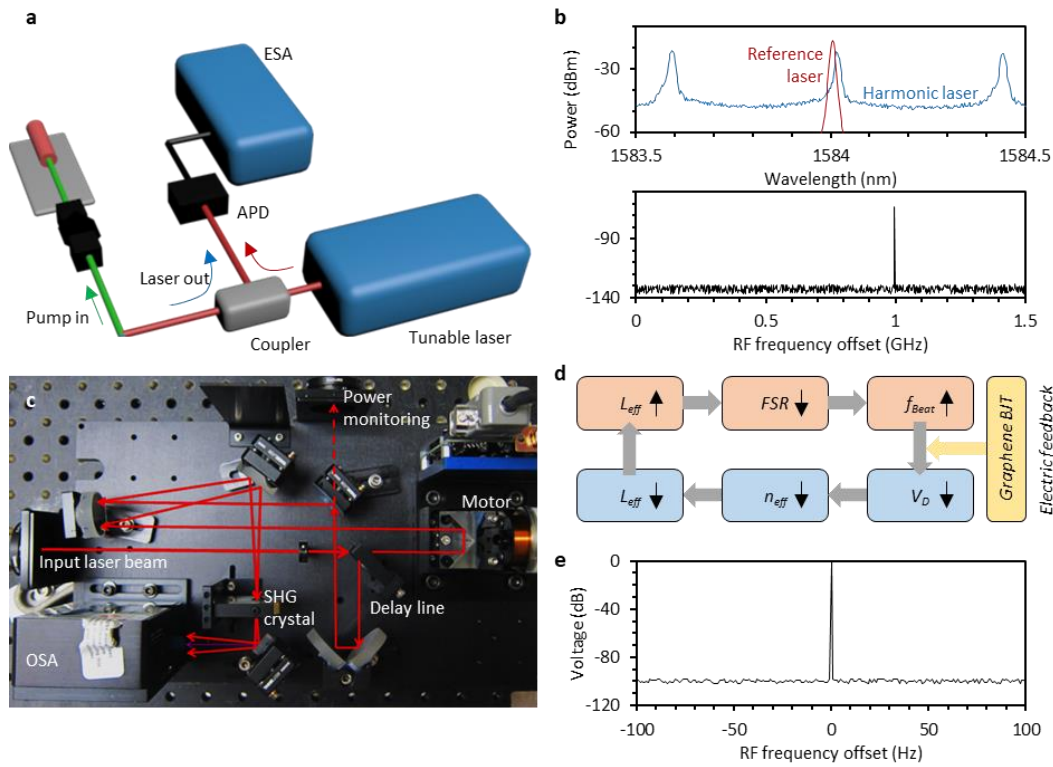 a
ESA
APD
Laser out
Pump in
Coupler
Tunable laser
b
Power (dBm)
-30
-60
Reference
laser
Harmonic laser
1583.5
1584
1584.5
Wavelength (nm)
-90
-140
0
0.5
1
1.5
RF frequency offset (GHz)
c
Power
monitoring
Motor
Input laser beam
SHG
crystal
Delay line
OSA
d
L_eff ↑
FSR ↓
f_Beat ↑
L_eff ↓
n_eff ↓
V_D ↓
Graphene BJT
Electric feedback
e
Voltage (dB)
0
-40
-80
-120
-100
-50
0
50
100
RF frequency offset (Hz)